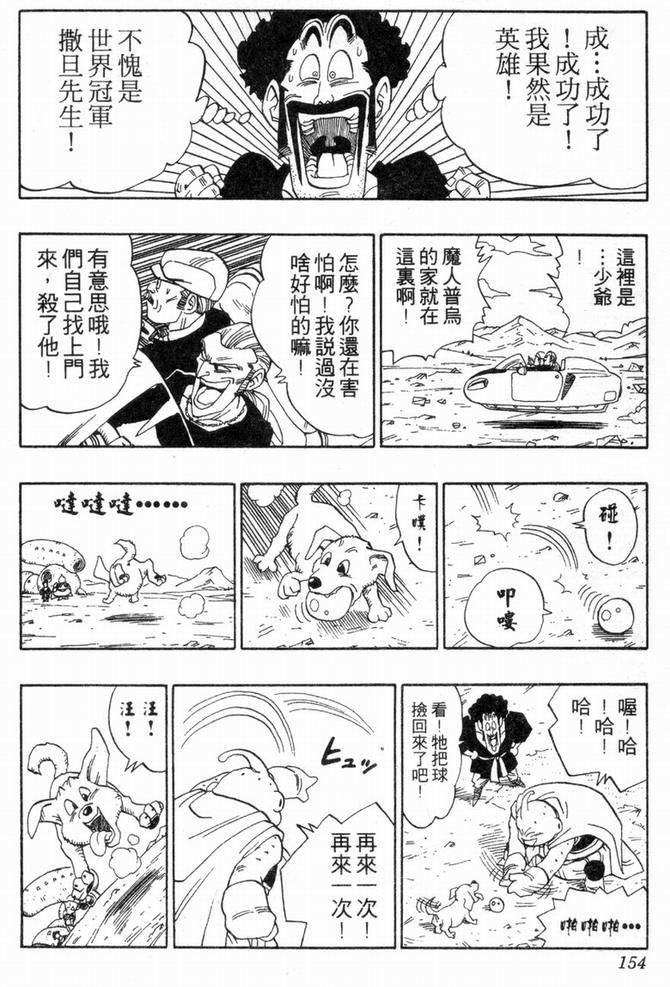 成…成功了
！成功了！
我果然是
英雄！
不愧是
世界冠軍
撒旦先生！
這裡是
…少爺
！
魔人普烏
的家就在
這裏啊！
怎麼？你還在害
怕啊！我說過沒
啥好怕的嘛！
有意思哦！我
們自己找上門
來，殺了他！
碰！
叩嘍
卡噗！
噠噠噠……
喔！哈
！哈！
哈！
看！牠把球
撿回來了吧！
啪啪啪…
ヒュッ
再來一次！
再來一次！
汪！
汪！
154